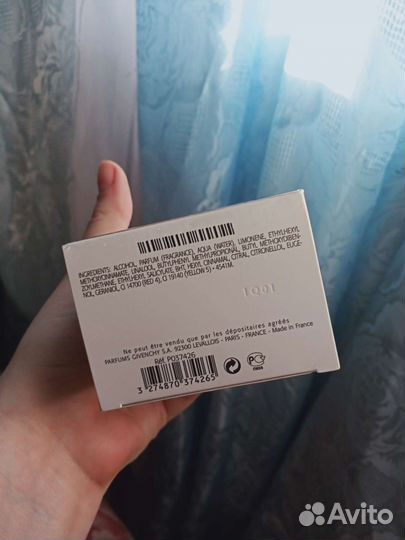 INGREDIENTS: ALCOHOL, PARFUM (FRAGRANCE), AQUA (WATER), LIMONENE, ETHYLHEXYL
METHOXYCINNAMATE, LINALOOL, BUTYLPHENYL METHYLPROPIONAL, BUTYL METHOXYDIBEN-
ZOYLMETHANE, ETHYLHEXYL SALICYLATE, BHT, HEXYL CINNAMAL, CITRAL, CITRONELLOL, EUGE-
NOL, GERANIOL, CI 14700 (RED 4), CI 19140 (YELLOW 5) • 4541M.
1Q01
Ne peut être vendu que par les dépositaires agréés
PARFUMS GIVENCHY S.A. 92300 LEVALLOIS - PARIS - FRANCE - Made in France
Réf. P037426
3 274870 374265
Avito